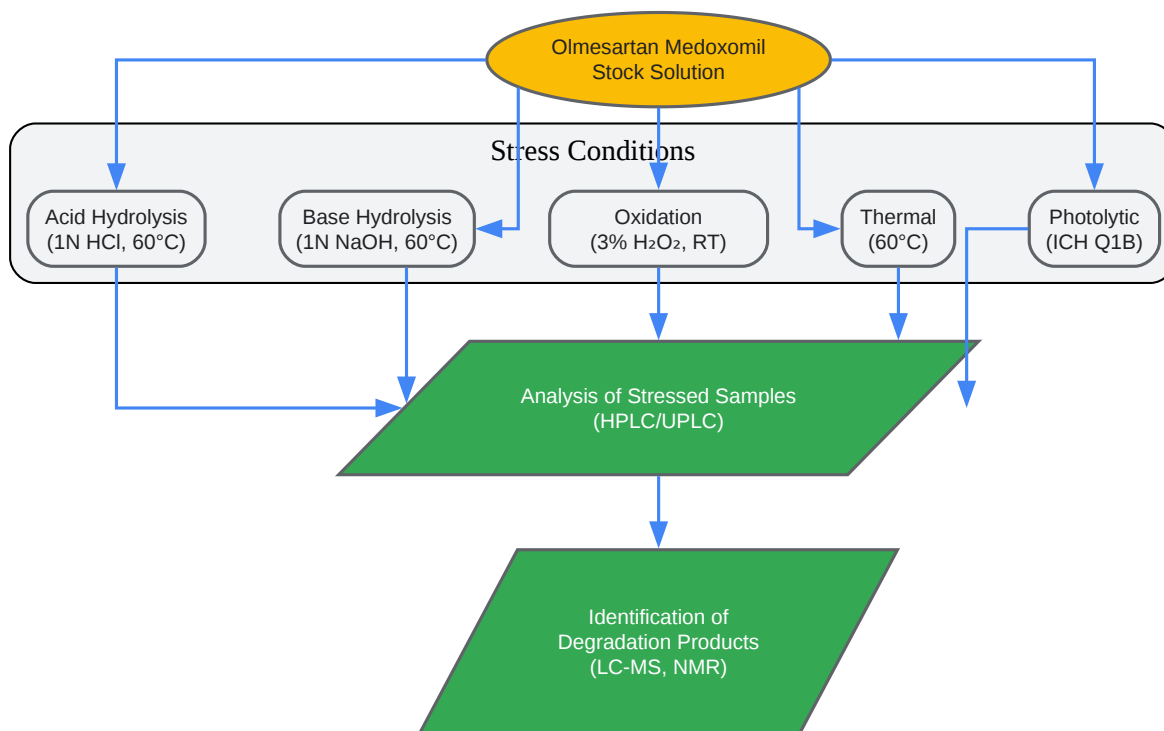 Olmesartan Medoxomil
Stock Solution
Stress Conditions
Acid Hydrolysis
(1N HCl, 60°C)
Base Hydrolysis
(1N NaOH, 60°C)
Oxidation
(3% H₂O₂, RT)
Thermal
(60°C)
Photolytic
(ICH Q1B)
Analysis of Stressed Samples
(HPLC/UPLC)
Identification of
Degradation Products
(LC-MS, NMR)